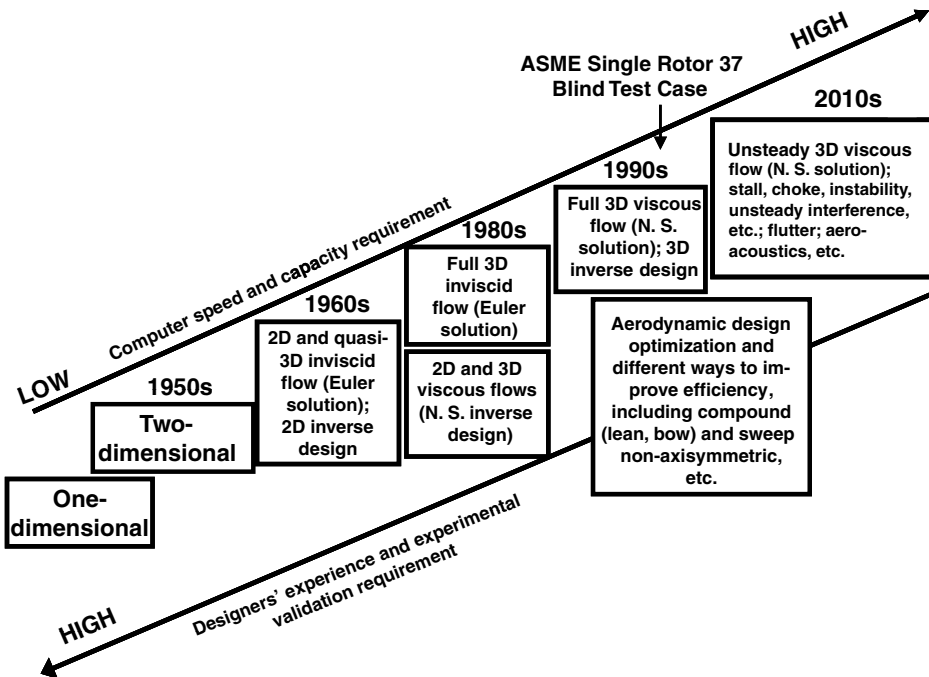 HIGH
ASME Single Rotor 37
Blind Test Case
2010s
Unsteady 3D viscous
flow (N. S. solution);
stall, choke, instability,
unsteady interference,
etc.; flutter; aero-
acoustics, etc.
1990s
Full 3D viscous
flow (N. S.
solution); 3D
inverse design
Computer speed and capacity requirement
1980s
Full 3D
inviscid
flow (Euler
solution)
1960s
2D and quasi-
3D inviscid
flow (Euler
solution);
2D inverse
design
2D and 3D
viscous flows
(N. S. inverse
design)
Aerodynamic design
optimization and
different ways to im-
prove efficiency,
including compound
(lean, bow) and sweep
non-axisymmetric,
etc.
LOW
1950s
Two-
dimensional
One-
dimensional
Designers' experience and experimental
validation requirement
HIGH